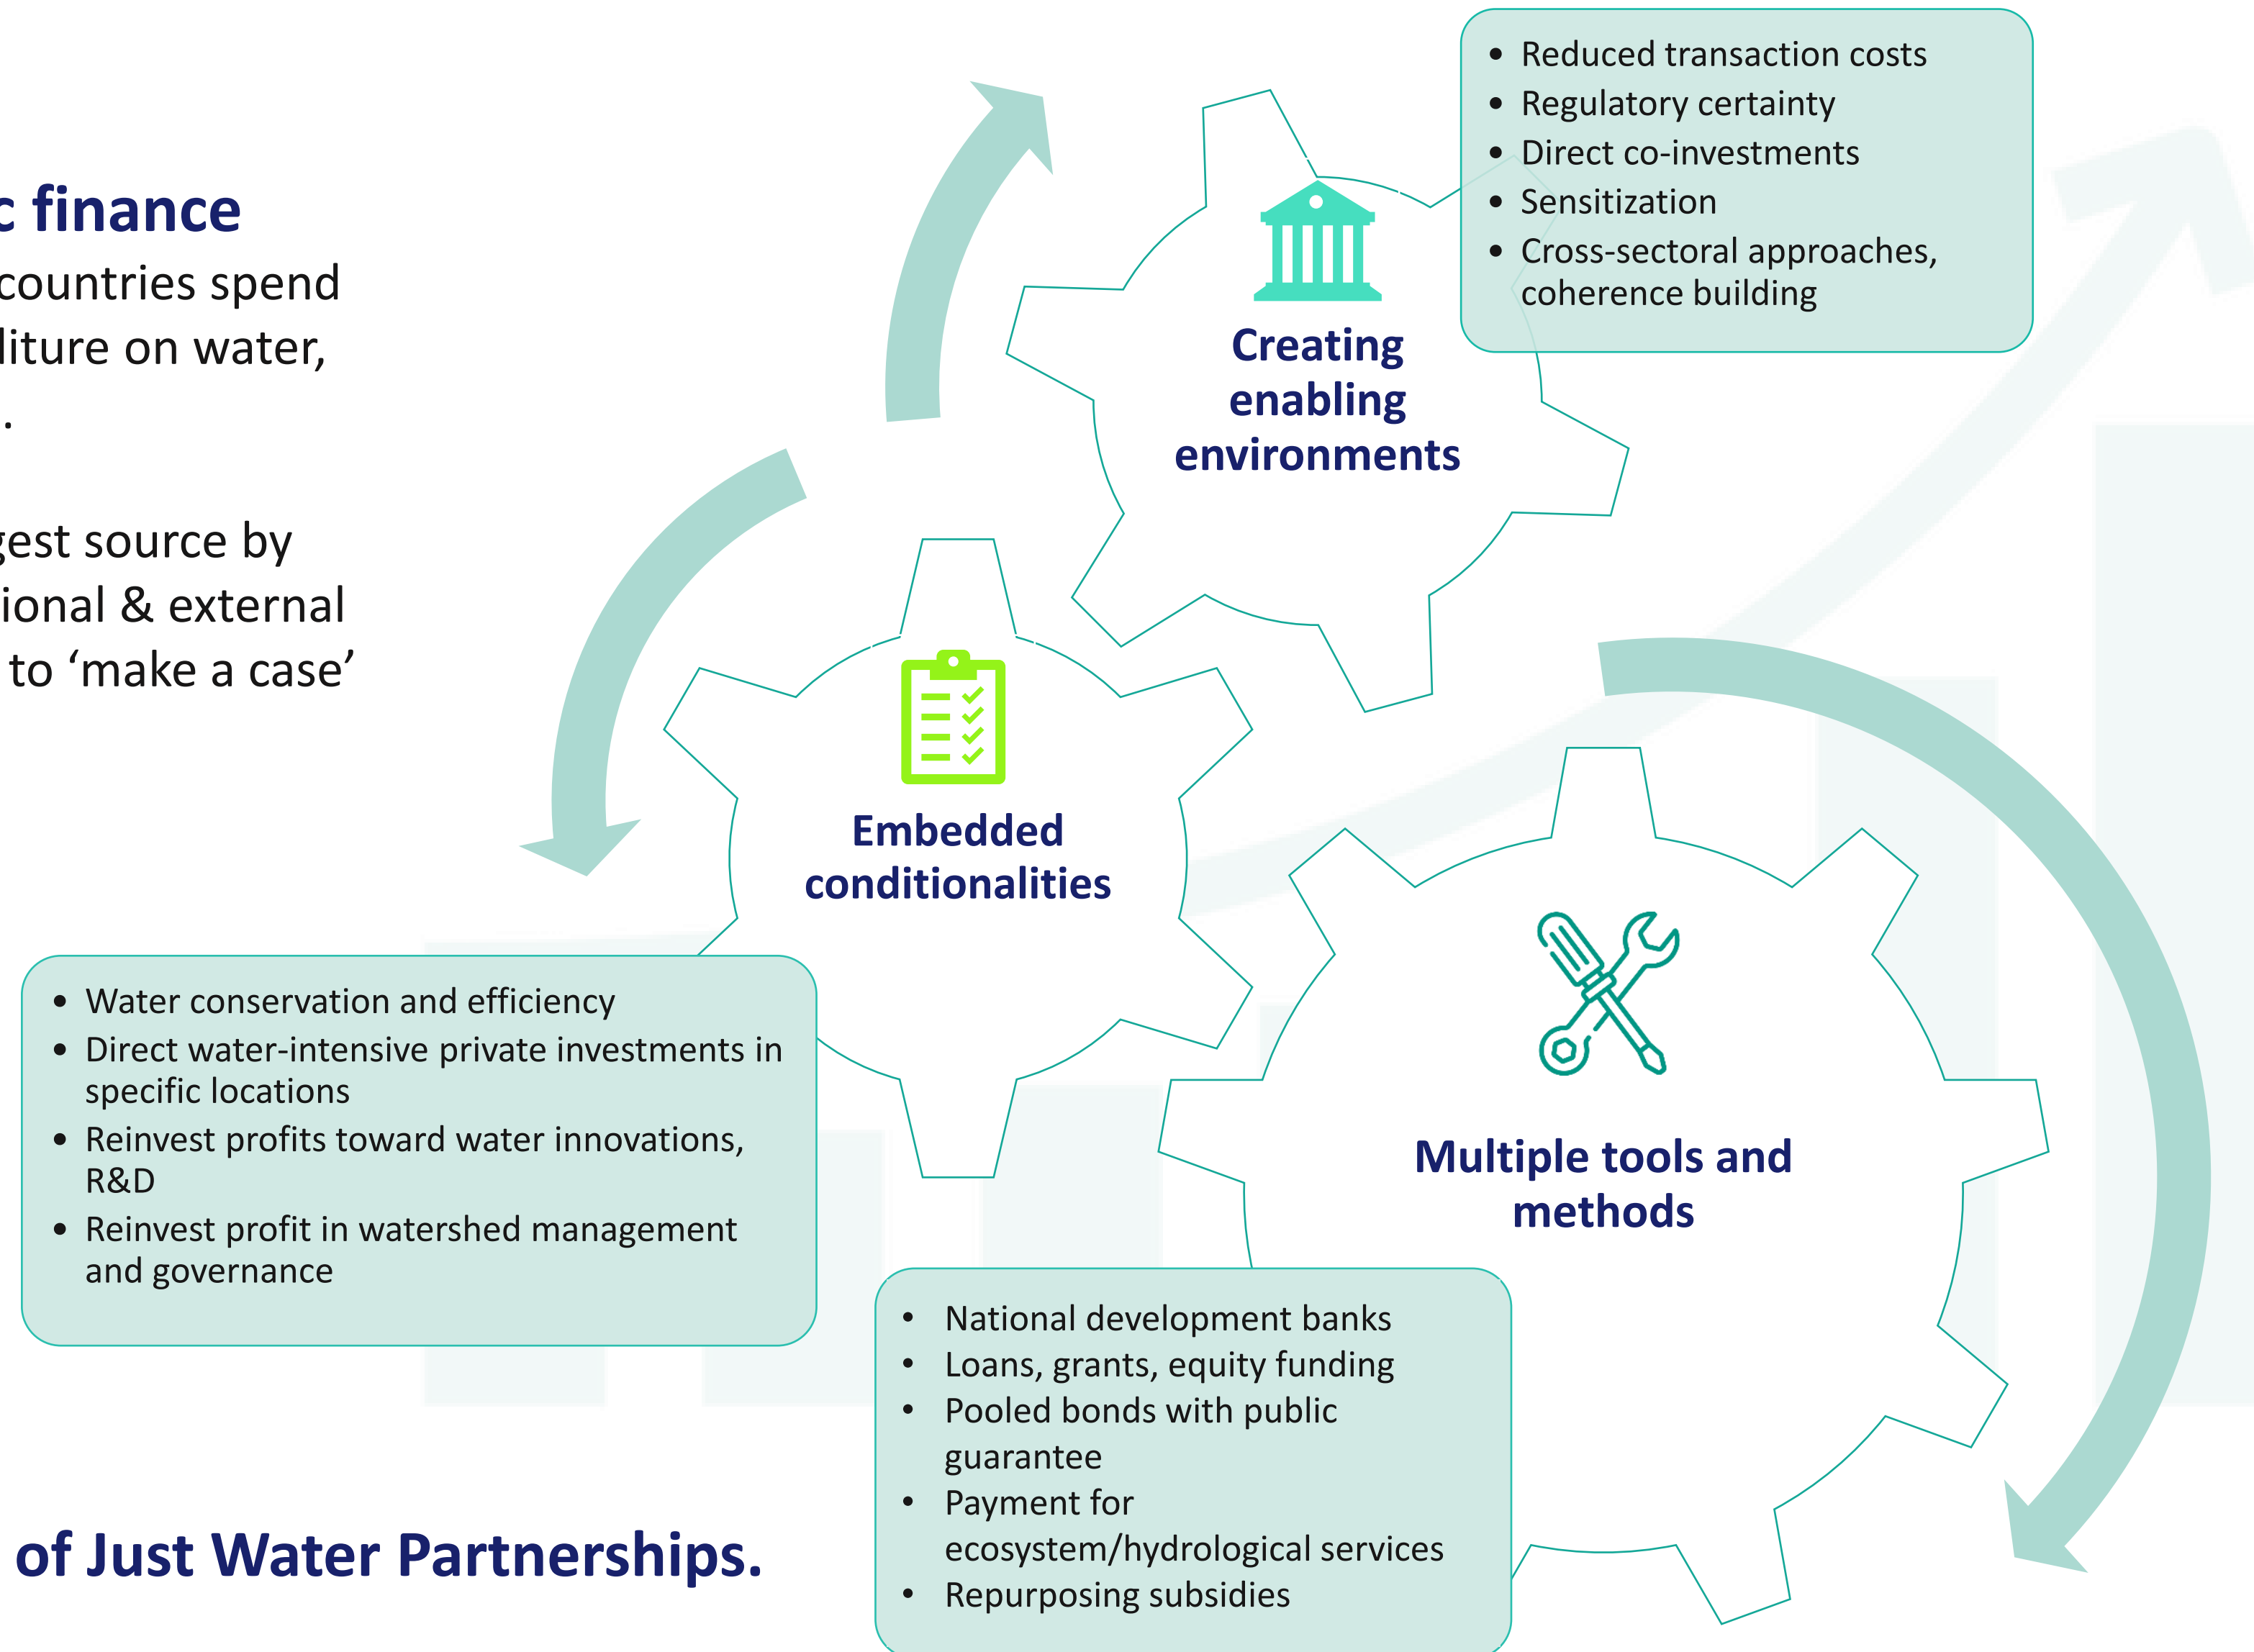 c finance
countries spend
liture on water,
.
gest source by
ional & external
to ‘make a case’
• Reduced transaction costs
• Regulatory certainty
• Direct co-investments
• Sensitization
• Cross-sectoral approaches,
coherence building
Creating
enabling
environments
Embedded
conditionalities
• Water conservation and efficiency
• Direct water-intensive private investments in
specific locations
• Reinvest profits toward water innovations,
R&D
• Reinvest profit in watershed management
and governance
Multiple tools and
methods
• National development banks
• Loans, grants, equity funding
• Pooled bonds with public
guarantee
• Payment for
ecosystem/hydrological services
• Repurposing subsidies
of Just Water Partnerships.